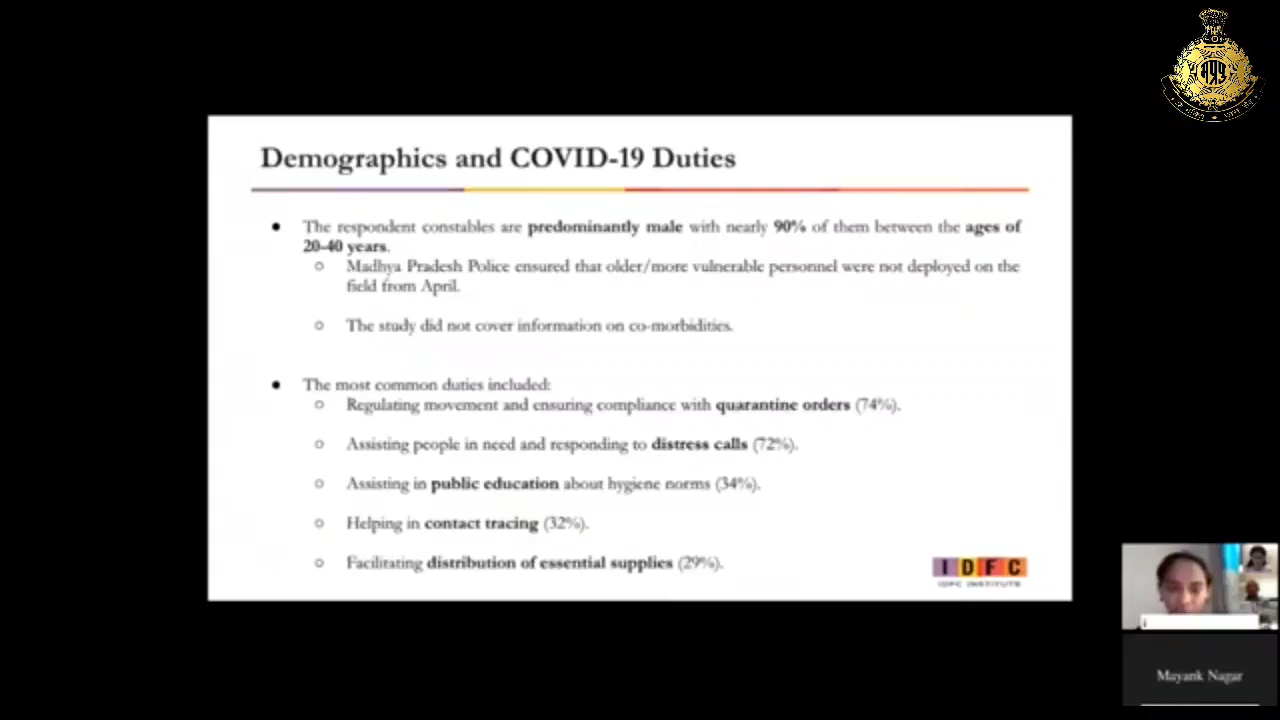 Demographics and COVID-19 Duties
● The respondent constables are predominantly male with nearly 90% of them between the ages of
20-40 years.
○ Madhya Pradesh Police ensured that older/more vulnerable personnel were not deployed on the
field from April.
○ The study did not cover information on co-morbidities.
● The most common duties included:
○ Regulating movement and ensuring compliance with quarantine orders (74%).
○ Assisting people in need and responding to distress calls (72%).
○ Assisting in public education about hygiene norms (34%).
○ Helping in contact tracing (32%).
○ Facilitating distribution of essential supplies (29%).
IDFC
IDFC INSTITUTE
Mayank Nagar